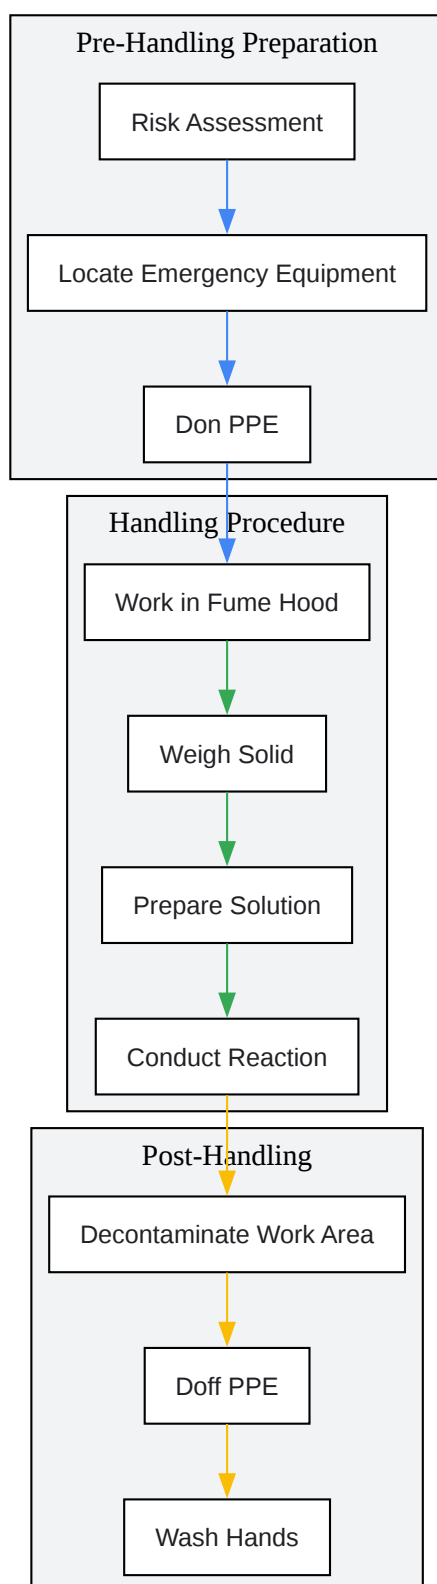 Pre-Handling Preparation
Risk Assessment
Locate Emergency Equipment
Don PPE
Handling Procedure
Work in Fume Hood
Weigh Solid
Prepare Solution
Conduct Reaction
Post-Handling
Decontaminate Work Area
Doff PPE
Wash Hands